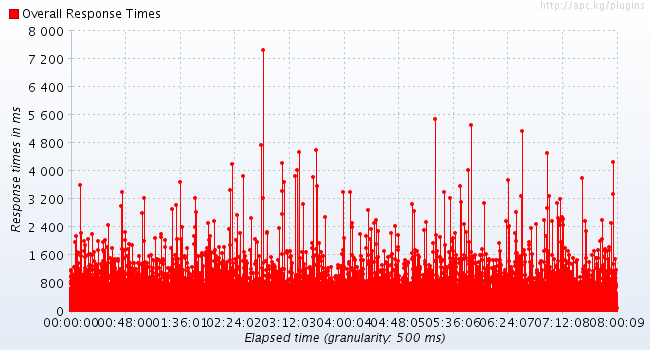 http://apc.kg/plugins
Overall Response Times
8 000
7 200
6 400
5 600
4 800
4 000
3 200
2 400
1 600
800
0
Response times in ms
00:00:00 00:48:00 01:36:01 02:24:02 03:12:03 04:00:04 04:48:05 05:36:06 06:24:07 07:12:08 08:00:09
Elapsed time (granularity: 500 ms)